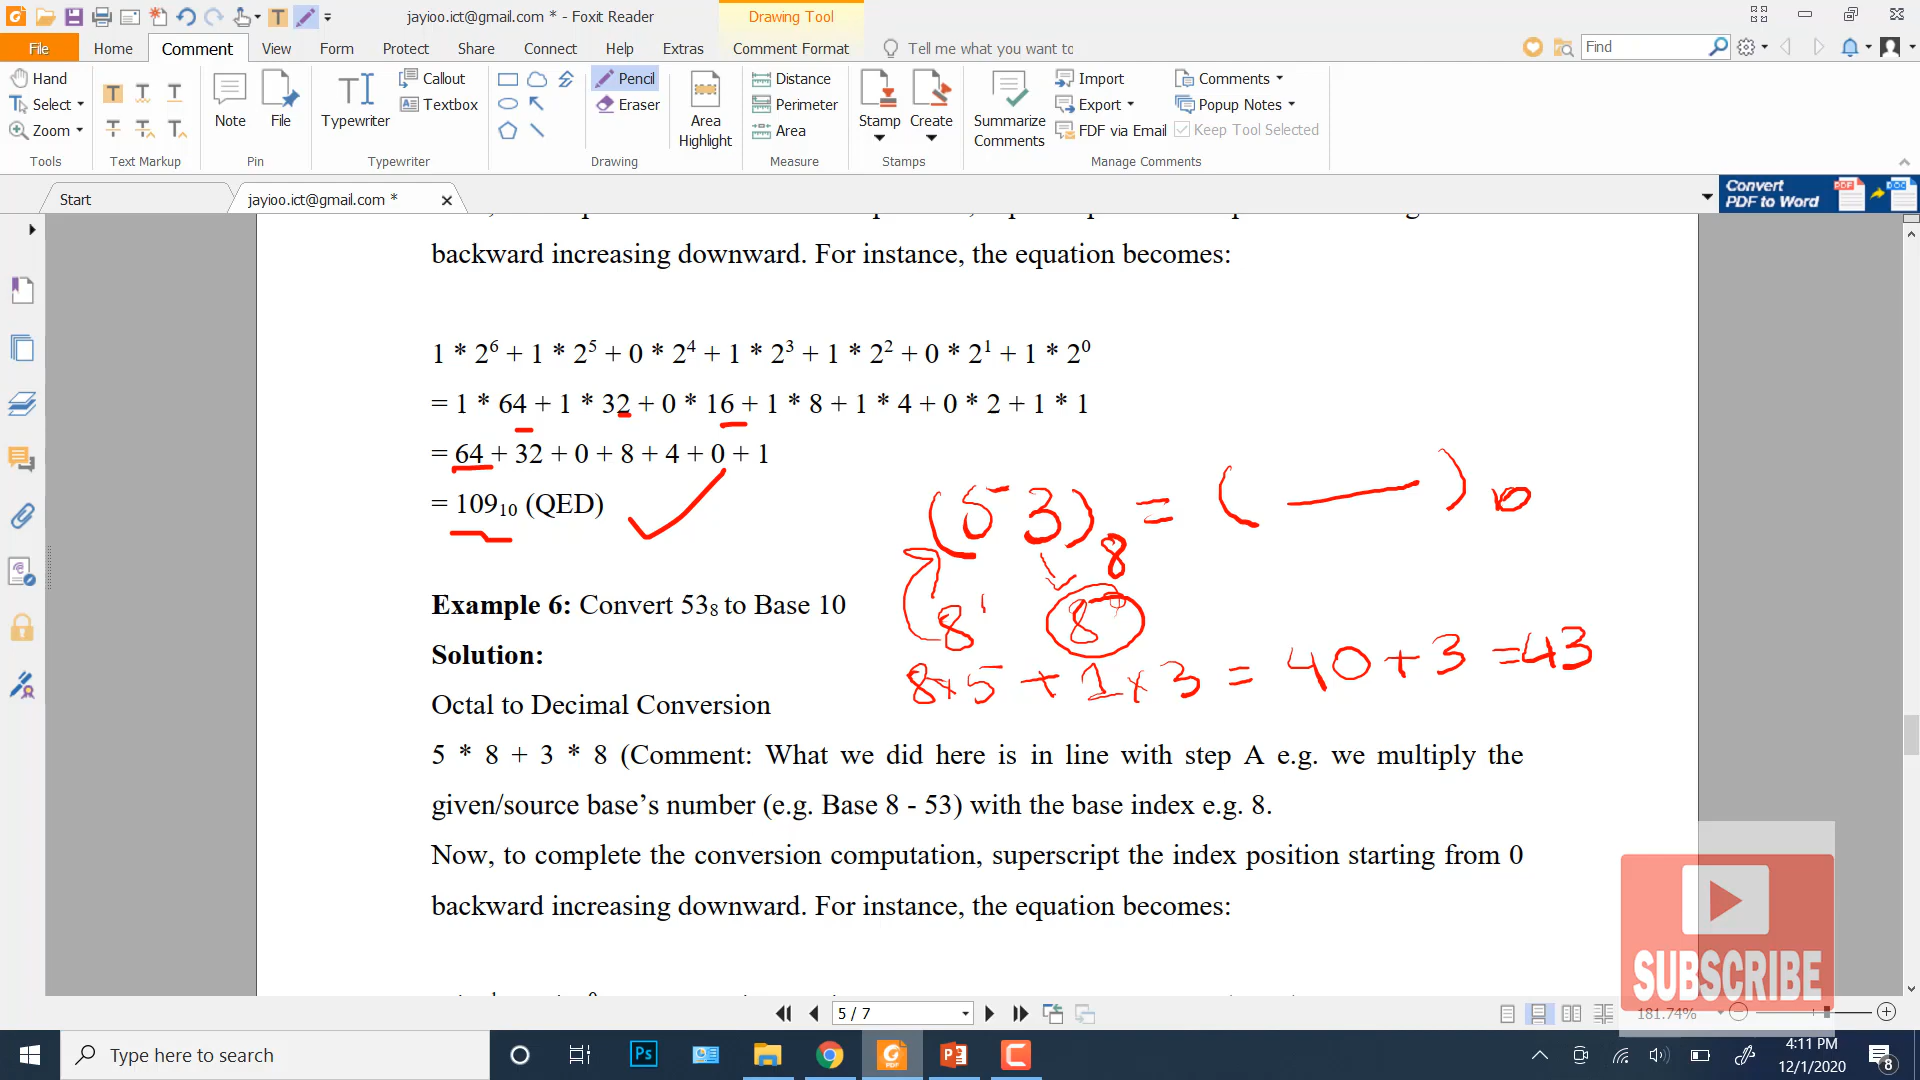 jayioo.ict@gmail.com * - Foxit Reader
Drawing Tool
File Home Comment View Form Protect Share Connect Help Extras Comment Format Tell me what you want to Find
Hand
Select
Zoom
Tools
Text Markup
Note
File
Pin
Typewriter
Callout
Textbox
Typewriter
Pencil
Eraser
Drawing
Area Highlight
Distance
Perimeter
Area
Measure
Stamp
Create
Stamps
Summarize Comments
Import
Export
FDF via Email
Comments
Popup Notes
Keep Tool Selected
Manage Comments
Start
jayioo.ict@gmail.com *
Convert PDF to Word
backward increasing downward. For instance, the equation becomes:
1 * 2⁶ + 1 * 2⁵ + 0 * 2⁴ + 1 * 2³ + 1 * 2² + 0 * 2¹ + 1 * 2⁰
= 1 * 64 + 1 * 32 + 0 * 16 + 1 * 8 + 1 * 4 + 0 * 2 + 1 * 1
= 64 + 32 + 0 + 8 + 4 + 0 + 1
= 109₁₀ (QED)
(53)₈ = ( — )₁₀
8¹ 8⁰
8×5 + 1×3 = 40+3 =43
Example 6: Convert 53₈ to Base 10
Solution:
Octal to Decimal Conversion
5 * 8 + 3 * 8 (Comment: What we did here is in line with step A e.g. we multiply the
given/source base’s number (e.g. Base 8 - 53) with the base index e.g. 8.
Now, to complete the conversion computation, superscript the index position starting from 0
backward increasing downward. For instance, the equation becomes:
SUBSCRIBE
5 / 7
181.74%
Type here to search
4:11 PM
12/1/2020
8